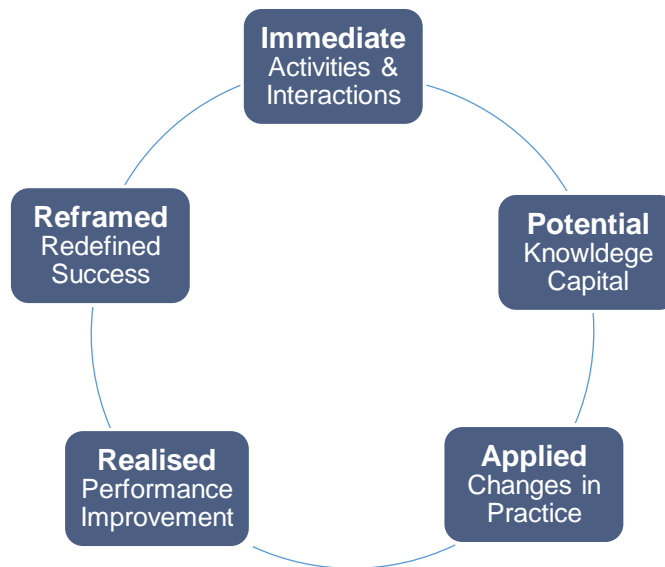 Immediate
Activities &
Interactions
Potential
Knowldege
Capital
Applied
Changes in
Practice
Realised
Performance
Improvement
Reframed
Redefined
Success